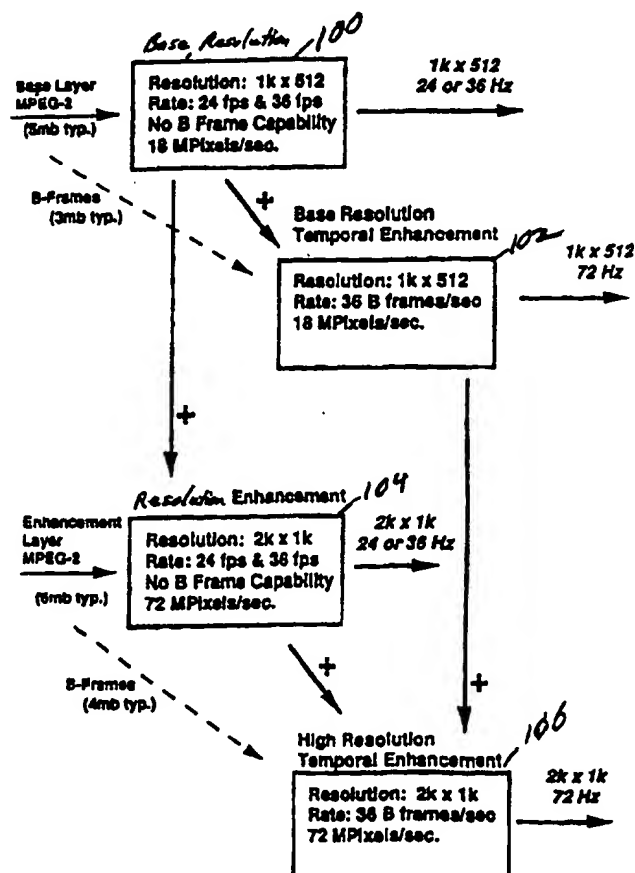 Base Resolution 100
Base Layer
MPEG-2
(5mb typ.)
Resolution: 1k x 512
Rate: 24 fps & 36 fps
No B Frame Capability
18 MPixels/sec.
1k x 512
24 or 36 Hz
B-Frames
(3mb typ.)
+
Base Resolution
Temporal Enhancement
102
Resolution: 1k x 512
Rate: 36 B frames/sec
18 MPixels/sec.
1k x 512
72 Hz
+
Resolution Enhancement 104
Enhancement
Layer
MPEG-2
(6mb typ.)
Resolution: 2k x 1k
Rate: 24 fps & 36 fps
No B Frame Capability
72 MPixels/sec.
2k x 1k
24 or 36 Hz
B-Frames
(4mb typ.)
+
+
High Resolution
Temporal Enhancement
106
Resolution: 2k x 1k
Rate: 36 B frames/sec
72 MPixels/sec.
2k x 1k
72 Hz